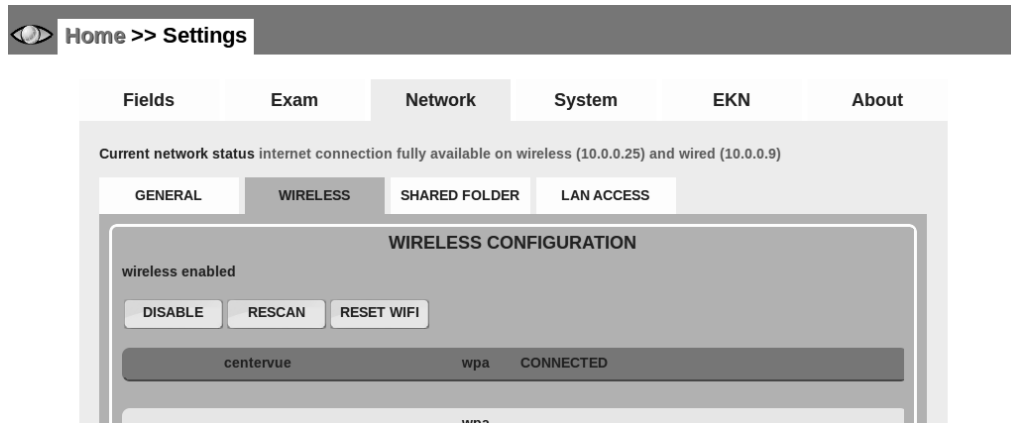 Home >> Settings
Fields Exam Network System EKN About
Current network status internet connection fully available on wireless (10.0.0.25) and wired (10.0.0.9)
GENERAL WIRELESS SHARED FOLDER LAN ACCESS
WIRELESS CONFIGURATION
wireless enabled
DISABLE RESCAN RESET WIFI
centervue wpa CONNECTED
wpa